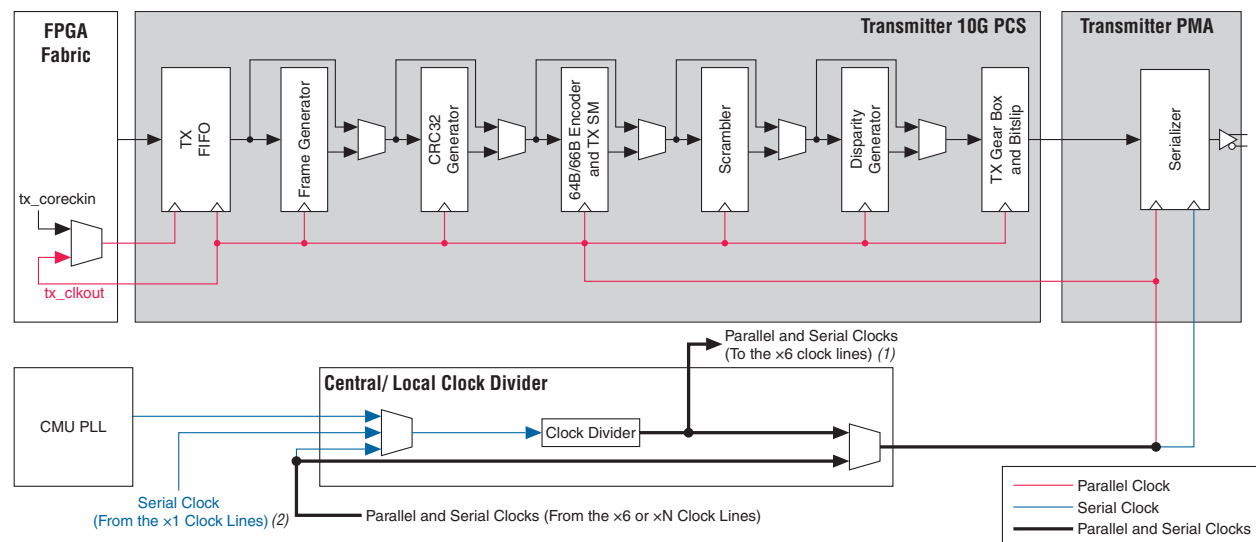 FPGA
Fabric
Transmitter 10G PCS
Transmitter PMA
TX
FIFO
Frame Generator
CRC32
Generator
64B/66B Encoder
and TX SM
Scrambler
Disparity
Generator
TX Gear Box
and Bitslip
Serializer
tx_coreckin
tx_clkout
Parallel and Serial Clocks
(To the ×6 clock lines) (1)
Central/ Local Clock Divider
CMU PLL
Clock Divider
Serial Clock
(From the ×1 Clock Lines) (2)
Parallel and Serial Clocks (From the ×6 or ×N Clock Lines)
Parallel Clock
Serial Clock
Parallel and Serial Clocks